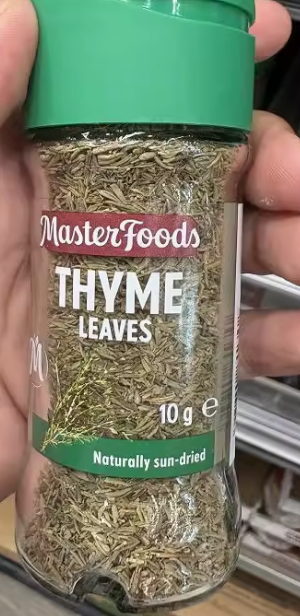 MasterFoods
THYME
LEAVES
10 g ℮
Naturally sun-dried